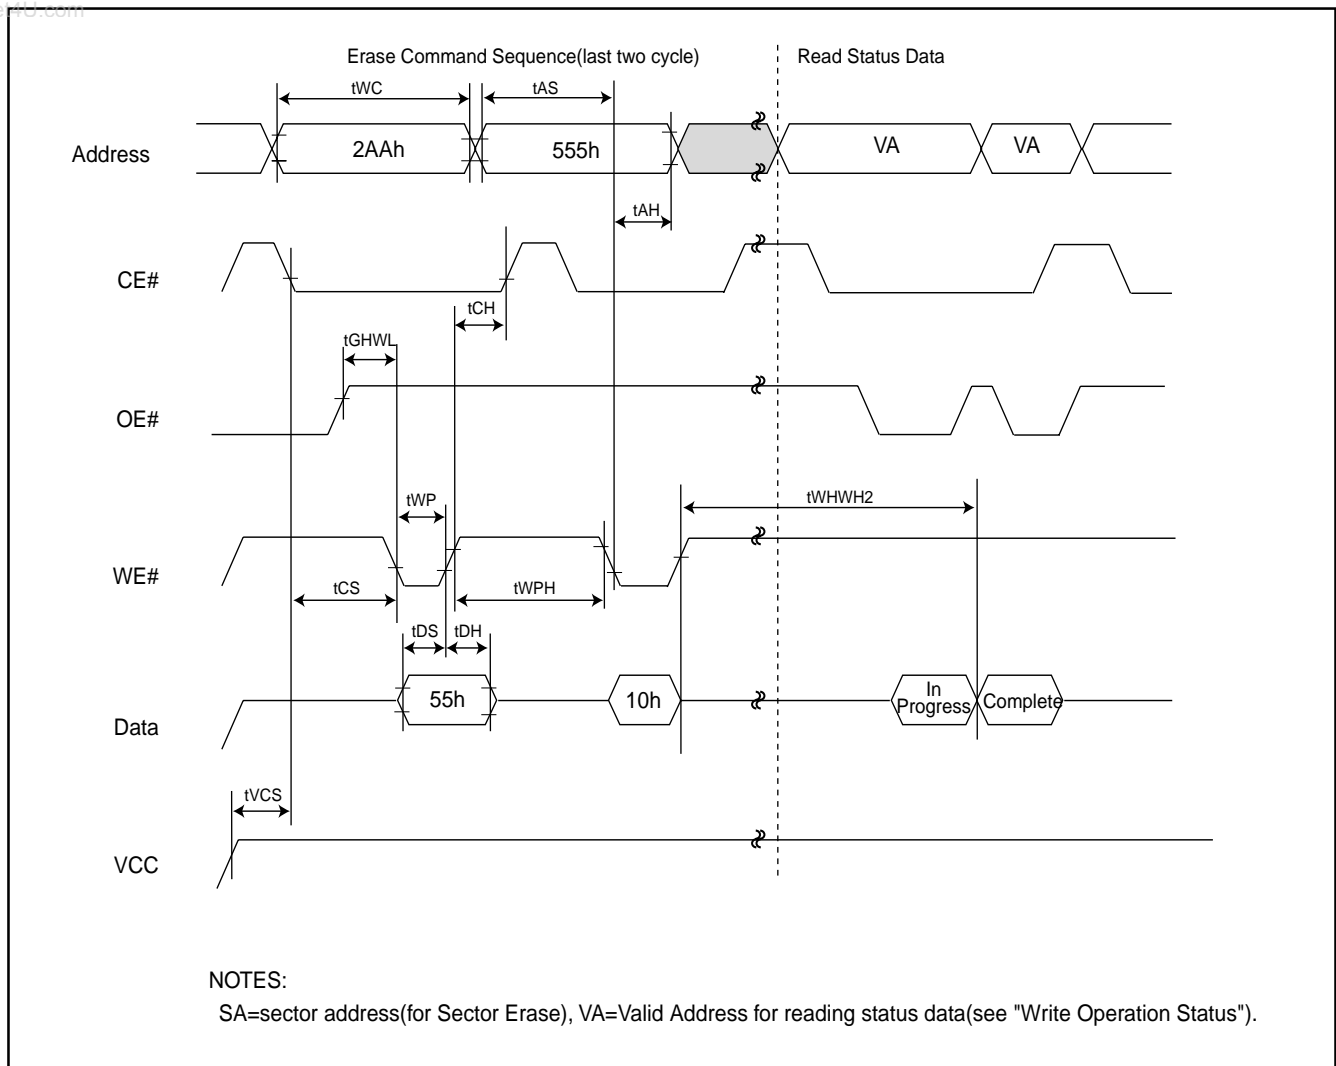 et4U.com
Erase Command Sequence(last two cycle) Read Status Data
tWC tAS
Address 2AAh 555h VA VA
tAH
CE#
tCH
tGHWL
OE#
tWP tWHWH2
WE#
tCS tWPH
tDS tDH
Data 55h 10h In Progress Complete
tVCS
VCC
NOTES:
SA=sector address(for Sector Erase), VA=Valid Address for reading status data(see "Write Operation Status").